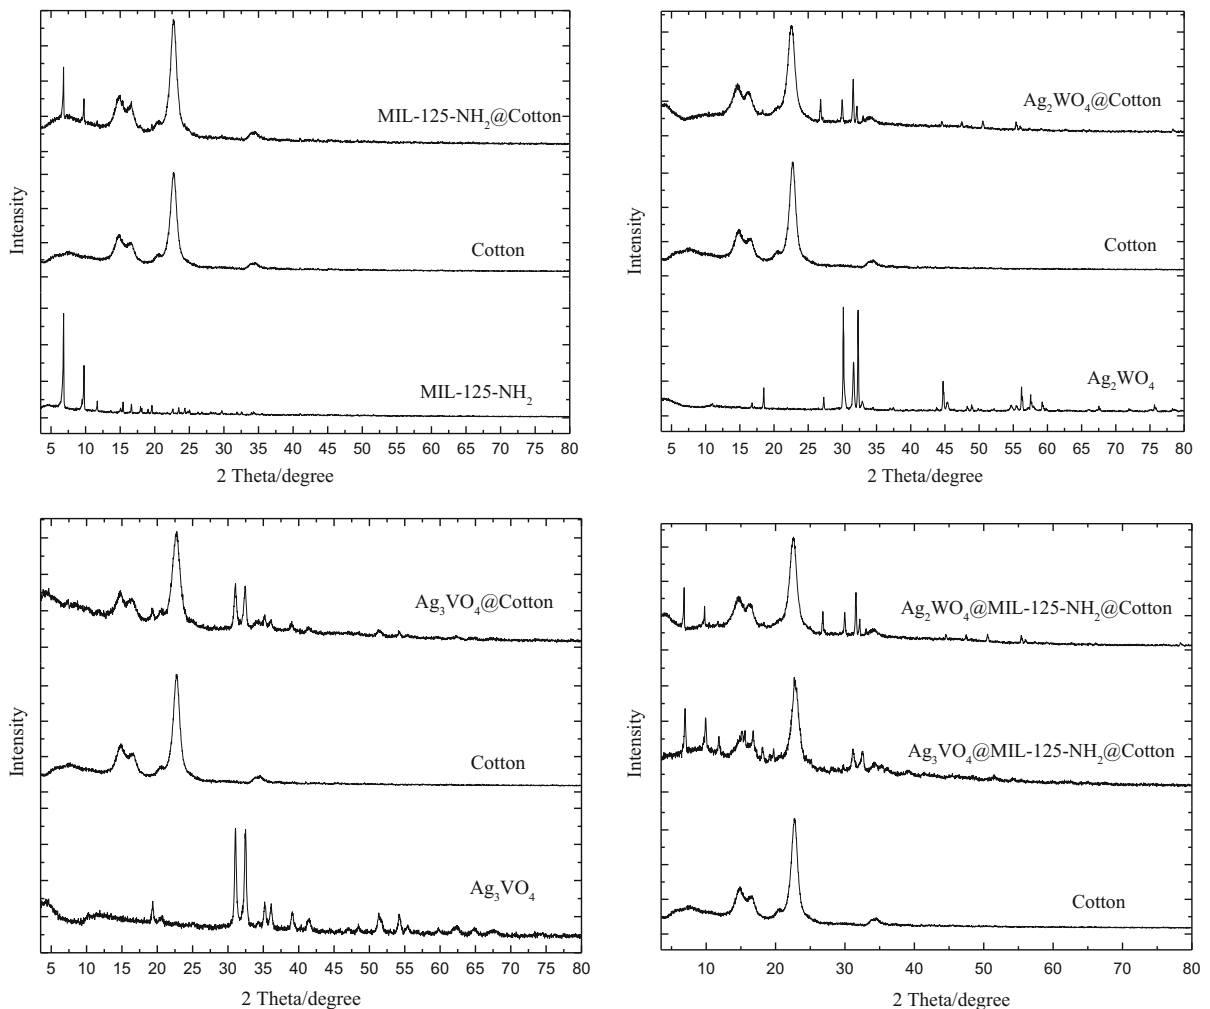 Intensity
MIL-125-NH₂@Cotton
Cotton
MIL-125-NH₂
5 10 15 20 25 30 35 40 45 50 55 60 65 70 75 80
2 Theta/degree
Intensity
Ag₂WO₄@Cotton
Cotton
Ag₂WO₄
5 10 15 20 25 30 35 40 45 50 55 60 65 70 75 80
2 Theta/degree
Intensity
Ag₃VO₄@Cotton
Cotton
Ag₃VO₄
5 10 15 20 25 30 35 40 45 50 55 60 65 70 75 80
2 Theta/degree
Intensity
Ag₂WO₄@MIL-125-NH₂@Cotton
Ag₃VO₄@MIL-125-NH₂@Cotton
Cotton
10 20 30 40 50 60 70 80
2 Theta/degree